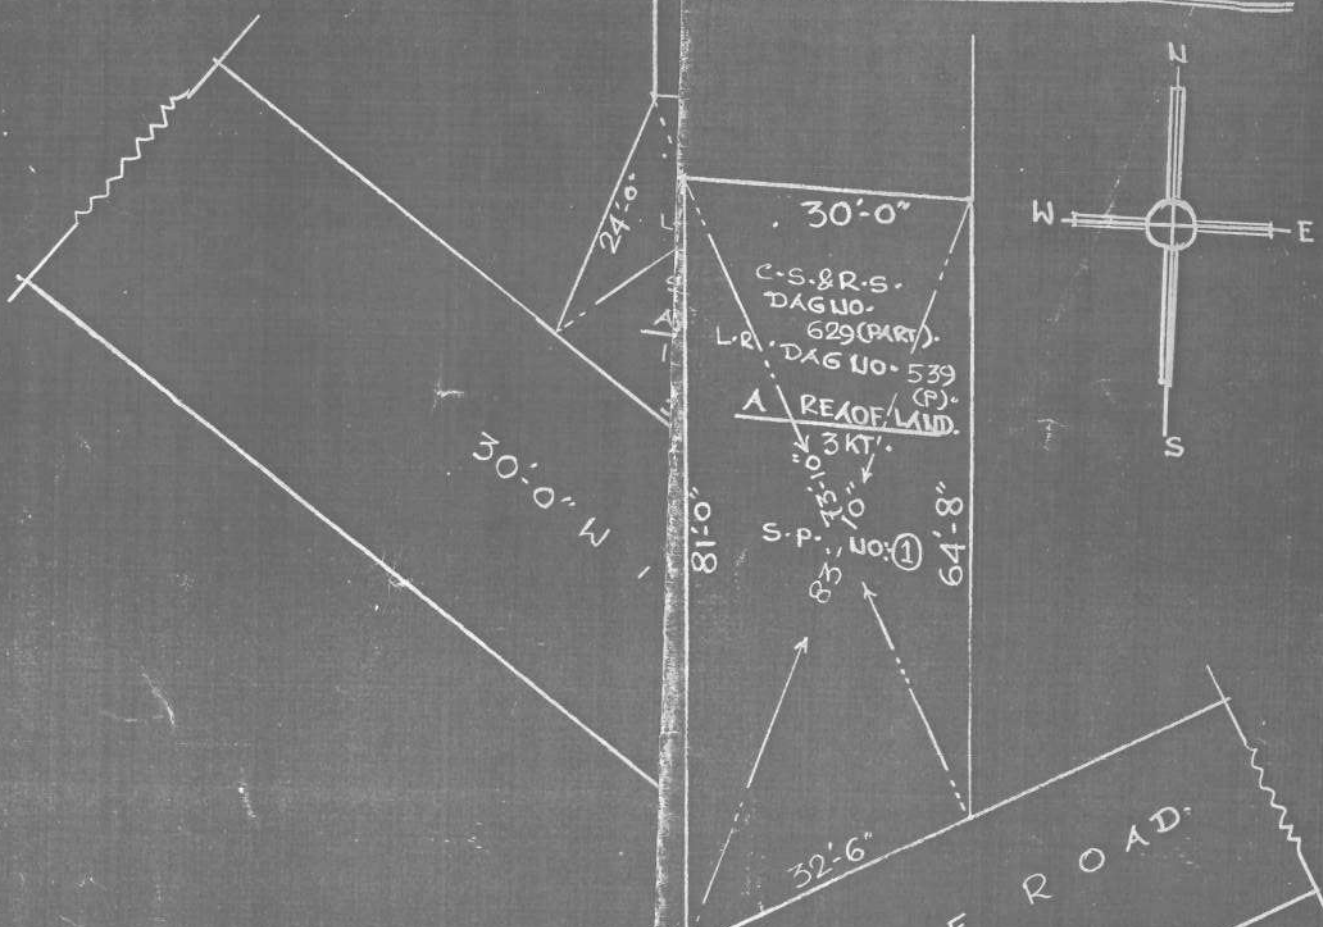 N
W
E
S
24'-0"
30'-0"
C.S.&R.S.
DAG NO.
629(PART).
L.R. DAG NO. 539
(P).
AREA OF LAND.
3 KT.
73'-10"
83'-0"
S.P. NO: 1
81'-0"
64'-8"
30'-0" W
32'-6"
ROAD.